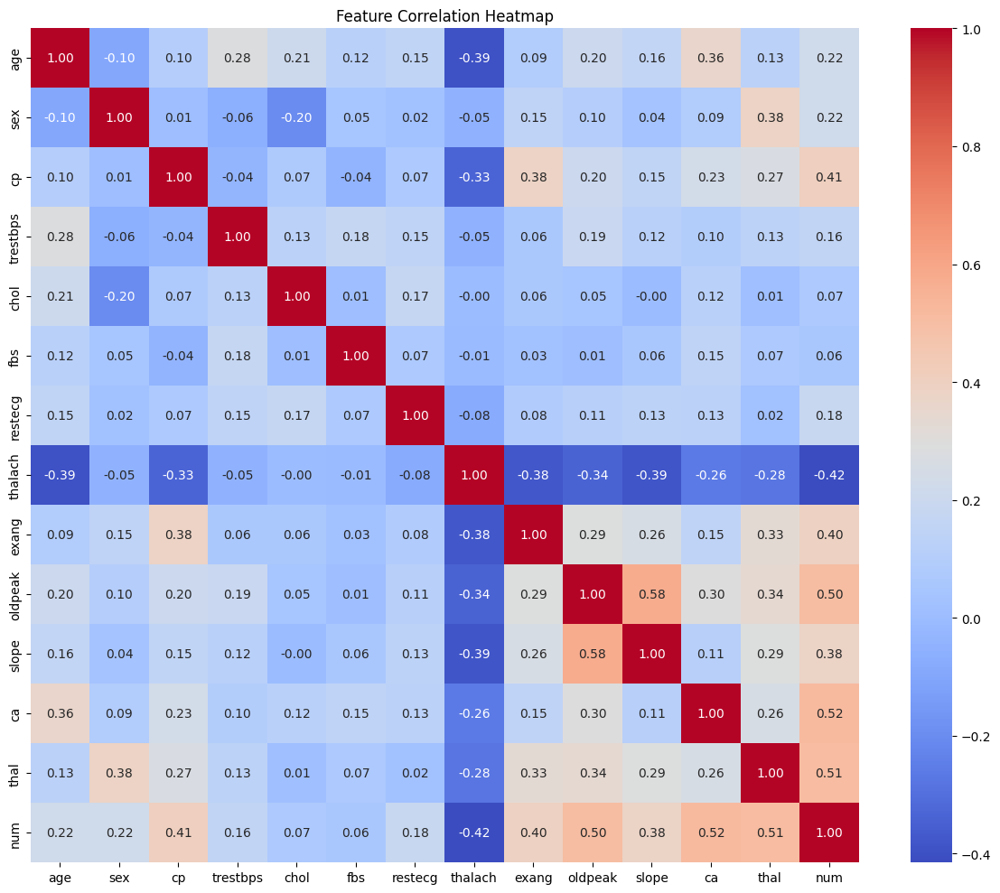 Feature Correlation Heatmap
age 1.00 -0.10 0.10 0.28 0.21 0.12 0.15 -0.39 0.09 0.20 0.16 0.36 0.13 0.22
sex -0.10 1.00 0.01 -0.06 -0.20 0.05 0.02 -0.05 0.15 0.10 0.04 0.09 0.38 0.22
cp 0.10 0.01 1.00 -0.04 0.07 -0.04 0.07 -0.33 0.38 0.20 0.15 0.23 0.27 0.41
trestbps 0.28 -0.06 -0.04 1.00 0.13 0.18 0.15 -0.05 0.06 0.19 0.12 0.10 0.13 0.16
chol 0.21 -0.20 0.07 0.13 1.00 0.01 0.17 -0.00 0.06 0.05 -0.00 0.12 0.01 0.07
fbs 0.12 0.05 -0.04 0.18 0.01 1.00 0.07 -0.01 0.03 0.01 0.06 0.15 0.07 0.06
restecg 0.15 0.02 0.07 0.15 0.17 0.07 1.00 -0.08 0.08 0.11 0.13 0.13 0.02 0.18
thalach -0.39 -0.05 -0.33 -0.05 -0.00 -0.01 -0.08 1.00 -0.38 -0.34 -0.39 -0.26 -0.28 -0.42
exang 0.09 0.15 0.38 0.06 0.06 0.03 0.08 -0.38 1.00 0.29 0.26 0.15 0.33 0.40
oldpeak 0.20 0.10 0.20 0.19 0.05 0.01 0.11 -0.34 0.29 1.00 0.58 0.30 0.34 0.50
slope 0.16 0.04 0.15 0.12 -0.00 0.06 0.13 -0.39 0.26 0.58 1.00 0.11 0.29 0.38
ca 0.36 0.09 0.23 0.10 0.12 0.15 0.13 -0.26 0.15 0.30 0.11 1.00 0.26 0.52
thal 0.13 0.38 0.27 0.13 0.01 0.07 0.02 -0.28 0.33 0.34 0.29 0.26 1.00 0.51
num 0.22 0.22 0.41 0.16 0.07 0.06 0.18 -0.42 0.40 0.50 0.38 0.52 0.51 1.00
age sex cp trestbps chol fbs restecg thalach exang oldpeak slope ca thal num
1.0
0.8
0.6
0.4
0.2
0.0
−0.2
−0.4